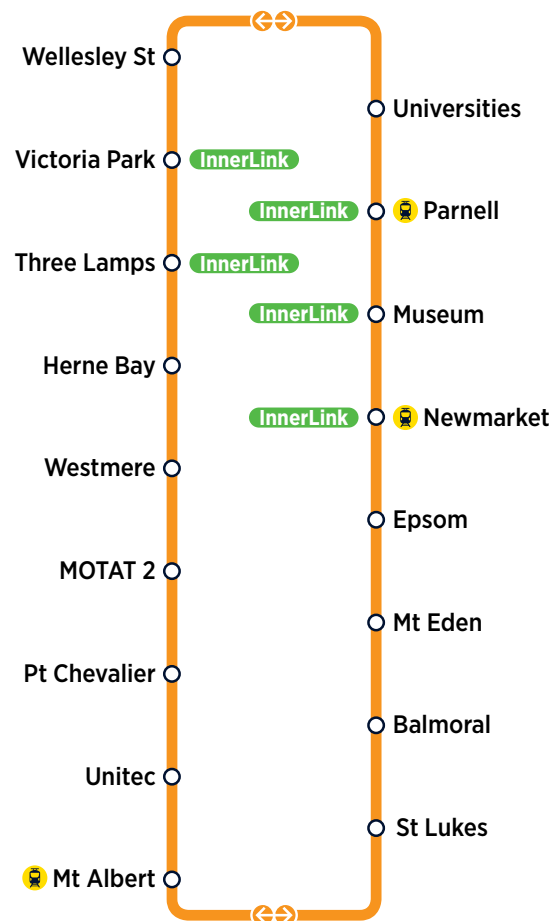 Wellesley St
Universities
Victoria Park InnerLink
InnerLink Parnell
Three Lamps InnerLink
InnerLink Museum
Herne Bay
InnerLink Newmarket
Westmere
Epsom
MOTAT 2
Mt Eden
Pt Chevalier
Balmoral
Unitec
St Lukes
Mt Albert